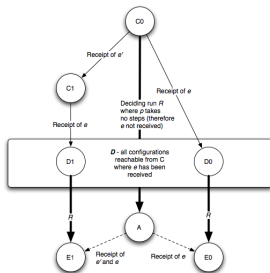 C0
Receipt of e'
C1
Deciding run R
where p takes
no steps (therefore
e not received)
Receipt of e
Receipt of e
D - all configurations
reachable from C
where e has been
received
D1
D0
R
R
A
Receipt of
e' and e
Receipt of e
E1
E0